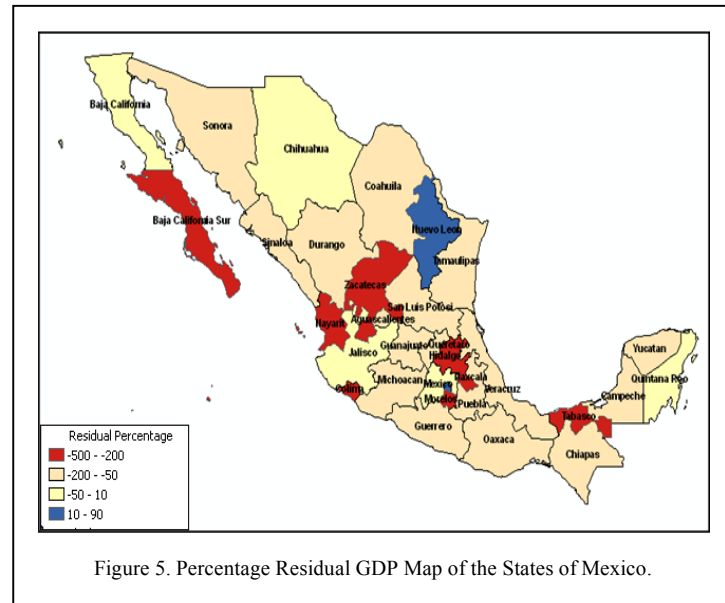 Baja California
Sonora
Chihuahua
Coahuila
Baja California Sur
Nuevo Leon
Sinaloa
Durango
Tamaulipas
Zacatecas
San Luis Potosi
Nayarit
Aguascalientes
Jalisco
Guanajuato
Queretaro
Hidalgo
Yucatan
Colima
Michoacan
Mexico
Tlaxcala
Veracruz
Quintana Roo
Morelos
Puebla
Campeche
Tabasco
Guerrero
Oaxaca
Chiapas
Residual Percentage
-500 - -200
-200 - -50
-50 - 10
10 - 90
Figure 5. Percentage Residual GDP Map of the States of Mexico.